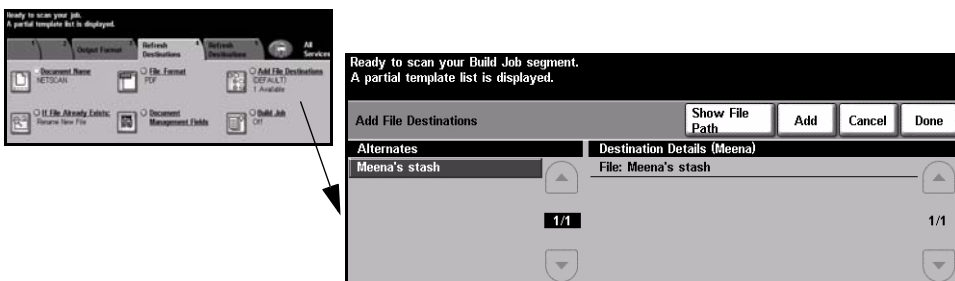 Ready to scan your job.
A partial template list is displayed.
Output Format
Refresh Destinations
Refresh Destinations
All Services
Document Name
NETSCAN
File Format
PDF
Add File Destinations
(DEFAULT)
1 Available
If File Already Exists:
Rename New File
Document Management Fields
Build Job
Off
Ready to scan your Build Job segment.
A partial template list is displayed.
Add File Destinations
Show File Path
Add
Cancel
Done
Alternates
Destination Details (Meena)
Meena's stash
File: Meena's stash
1/1
1/1